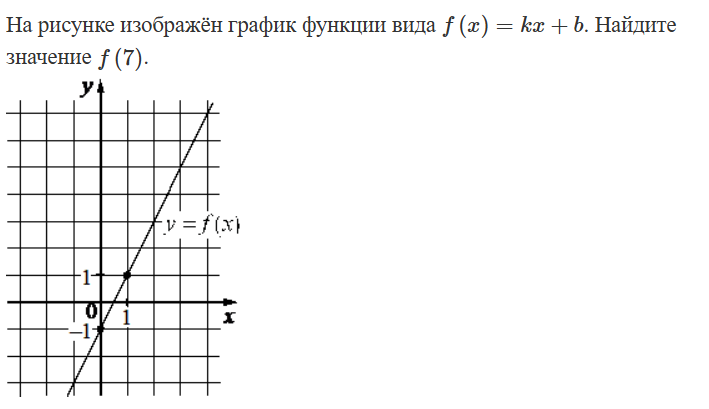 На рисунке изображён график функции вида f (x) = kx + b. Найдите
значение f (7).
y
y = f(x)
1
0
1
x
−1